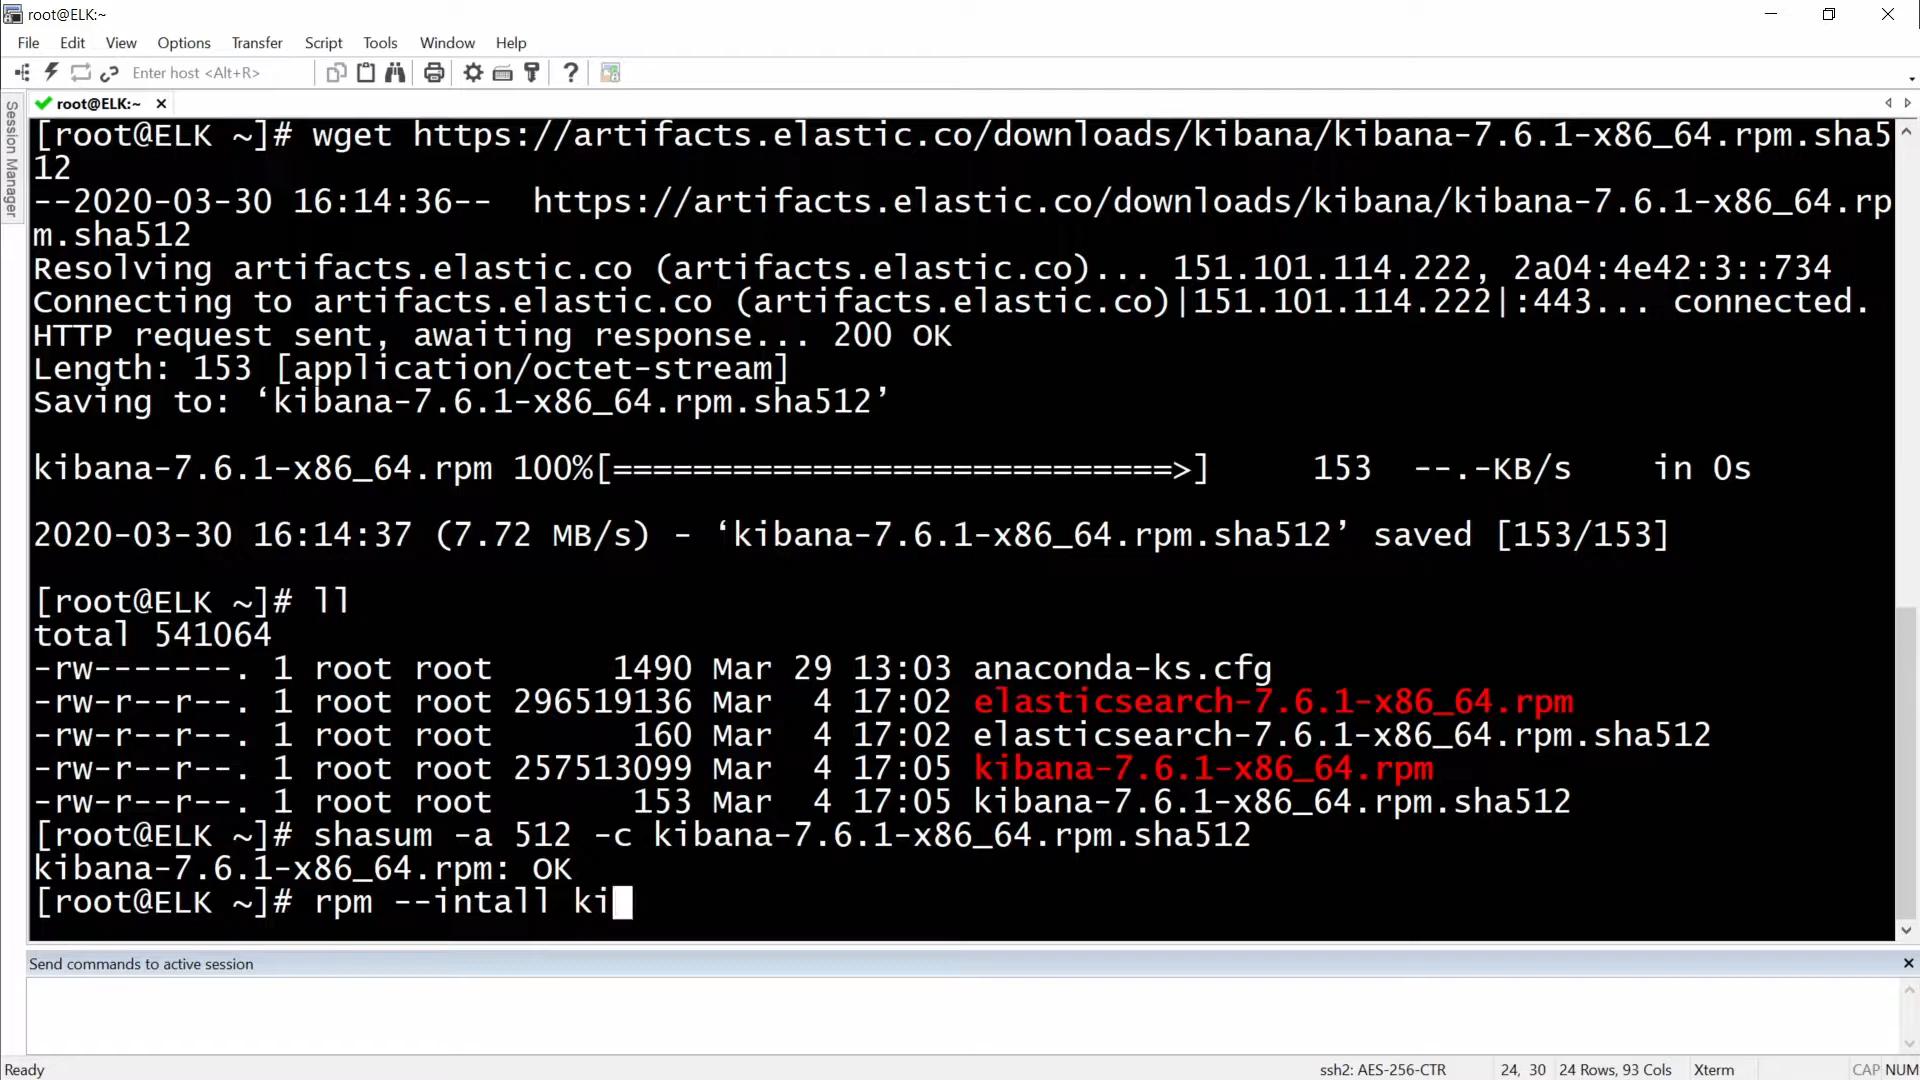 root@ELK:~
File Edit View Options Transfer Script Tools Window Help
Enter host <Alt+R>
Session Manager
root@ELK:~
[root@ELK ~]# wget https://artifacts.elastic.co/downloads/kibana/kibana-7.6.1-x86_64.rpm.sha5
12
--2020-03-30 16:14:36--  https://artifacts.elastic.co/downloads/kibana/kibana-7.6.1-x86_64.rp
m.sha512
Resolving artifacts.elastic.co (artifacts.elastic.co)... 151.101.114.222, 2a04:4e42:3::734
Connecting to artifacts.elastic.co (artifacts.elastic.co)|151.101.114.222|:443... connected.
HTTP request sent, awaiting response... 200 OK
Length: 153 [application/octet-stream]
Saving to: ‘kibana-7.6.1-x86_64.rpm.sha512’
kibana-7.6.1-x86_64.rpm 100%[============================>]     153  --.-KB/s    in 0s
2020-03-30 16:14:37 (7.72 MB/s) - ‘kibana-7.6.1-x86_64.rpm.sha512’ saved [153/153]
[root@ELK ~]# ll
total 541064
-rw-------. 1 root root      1490 Mar 29 13:03 anaconda-ks.cfg
-rw-r--r--. 1 root root 296519136 Mar  4 17:02 elasticsearch-7.6.1-x86_64.rpm
-rw-r--r--. 1 root root       160 Mar  4 17:02 elasticsearch-7.6.1-x86_64.rpm.sha512
-rw-r--r--. 1 root root 257513099 Mar  4 17:05 kibana-7.6.1-x86_64.rpm
-rw-r--r--. 1 root root       153 Mar  4 17:05 kibana-7.6.1-x86_64.rpm.sha512
[root@ELK ~]# shasum -a 512 -c kibana-7.6.1-x86_64.rpm.sha512
kibana-7.6.1-x86_64.rpm: OK
[root@ELK ~]# rpm --intall ki
Send commands to active session
Ready ssh2: AES-256-CTR 24, 30 24 Rows, 93 Cols Xterm CAP NUM